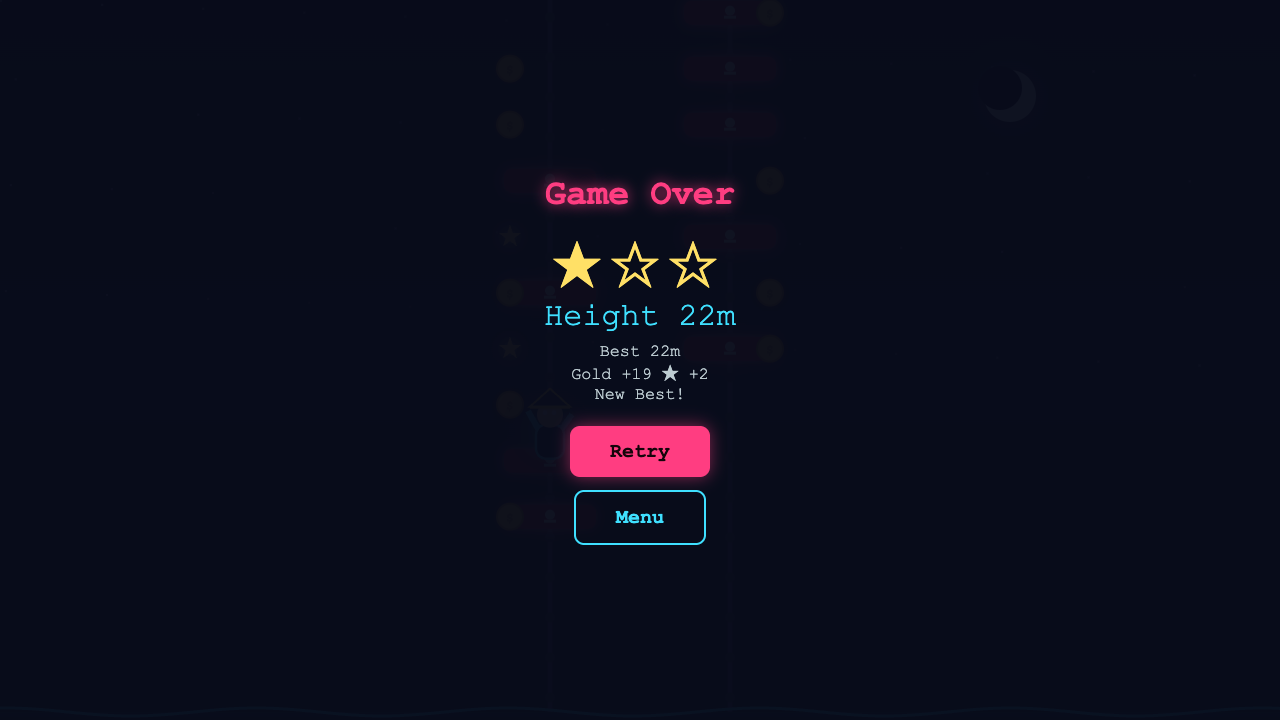 Game Over
Height 22m
Best 22m
Gold +19 ★ +2
New Best!
Retry
Menu